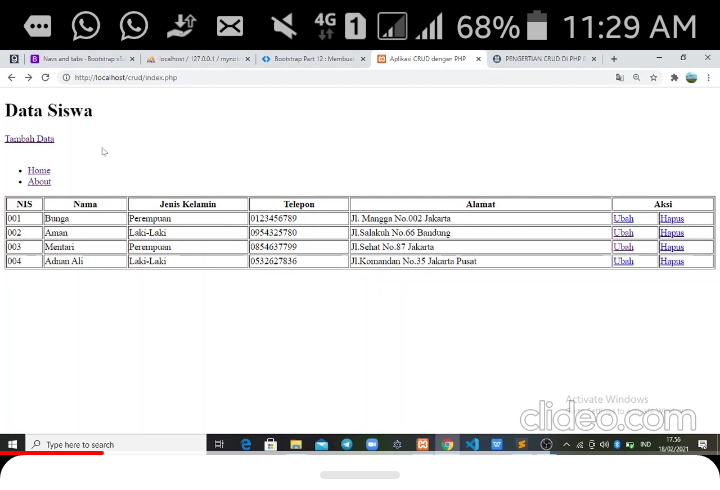 4G 1 68% 11:29 AM
Navs and tabs · Bootstrap v5. localhost / 127.0.0.1 / mynot Bootstrap Part 12 : Membuat Aplikasi CRUD dengan PHP PENGERTIAN CRUD DI PHP
http://localhost/crud/index.php
Data Siswa
Tambah Data
Home
About
NIS Nama Jenis Kelamin Telepon Alamat Aksi
001 Bunga Perempuan 0123456789 Jl. Mangga No.002 Jakarta Ubah Hapus
002 Aman Laki-Laki 0954325780 Jl.Salakuh No.66 Bandung Ubah Hapus
003 Mentari Perempuan 0854637799 Jl.Sehat No.87 Jakarta Ubah Hapus
004 Adnan Ali Laki-Laki 0532627836 Jl.Komandan No.35 Jakarta Pusat Ubah Hapus
Activate Windows
clideo.com
Type here to search IND 17.56
18/02/2021